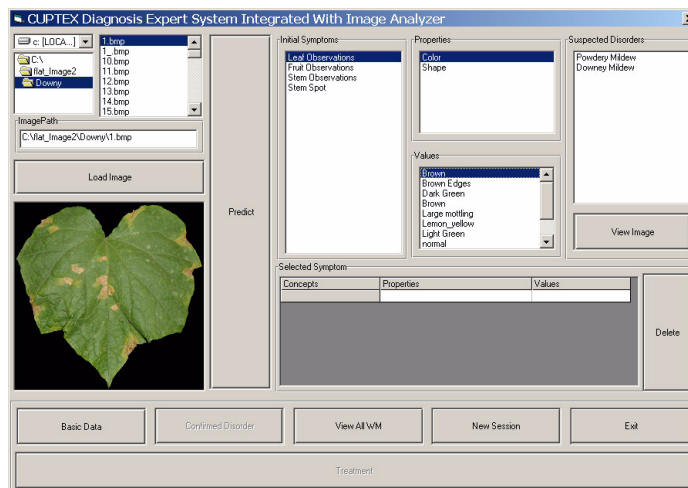 CUPTEX Diagnosis Expert System Integrated With Image Analyzer
c: [LOCA...]
C:\
flat_Image2
Downy
1.bmp
1_.bmp
10.bmp
11.bmp
12.bmp
13.bmp
14.bmp
15.bmp
ImagePath
C:\flat_Image2\Downy\1.bmp
Load Image
Predict
Initial Symptoms
Leaf Observations
Fruit Observations
Stem Observations
Stem Spot
Properties
Color
Shape
Values
Brown
Brown Edges
Dark Green
Brown
Large mottling
Lemon_yellow
Light Green
normal
Suspected Disorders
Powdery Mildew
Downey Mildew
View Image
Selected Symptom
Concepts Properties Values
Delete
Basic Data Confirmed Disorder View All WM New Session Exit
Treatment